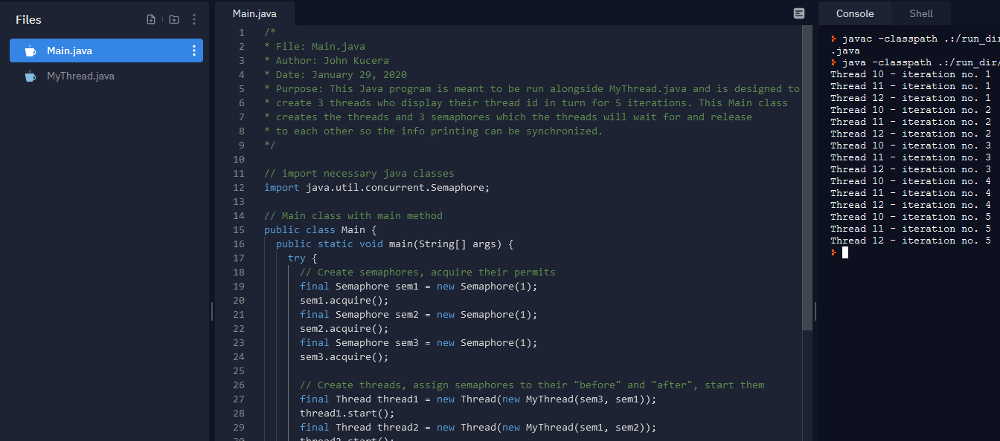 Files
Main.java
MyThread.java
Main.java
1 /*
2 * File: Main.java
3 * Author: John Kucera
4 * Date: January 29, 2020
5 * Purpose: This Java program is meant to be run alongside MyThread.java and is designed to
6 * create 3 threads who display their thread id in turn for 5 iterations. This Main class
7 * creates the threads and 3 semaphores which the threads will wait for and release
8 * to each other so the info printing can be synchronized.
9 */
10
11 // import necessary java classes
12 import java.util.concurrent.Semaphore;
13
14 // Main class with main method
15 public class Main {
16 public static void main(String[] args) {
17 try {
18 // Create semaphores, acquire their permits
19 final Semaphore sem1 = new Semaphore(1);
20 sem1.acquire();
21 final Semaphore sem2 = new Semaphore(1);
22 sem2.acquire();
23 final Semaphore sem3 = new Semaphore(1);
24 sem3.acquire();
25
26 // Create threads, assign semaphores to their "before" and "after", start them
27 final Thread thread1 = new Thread(new MyThread(sem3, sem1));
28 thread1.start();
29 final Thread thread2 = new Thread(new MyThread(sem1, sem2));
30 thread2.start();
Console Shell
javac -classpath .:/run_dir
.java
java -classpath .:/run_dir/
Thread 10 - iteration no. 1
Thread 11 - iteration no. 1
Thread 12 - iteration no. 1
Thread 10 - iteration no. 2
Thread 11 - iteration no. 2
Thread 12 - iteration no. 2
Thread 10 - iteration no. 3
Thread 11 - iteration no. 3
Thread 12 - iteration no. 3
Thread 10 - iteration no. 4
Thread 11 - iteration no. 4
Thread 12 - iteration no. 4
Thread 10 - iteration no. 5
Thread 11 - iteration no. 5
Thread 12 - iteration no. 5